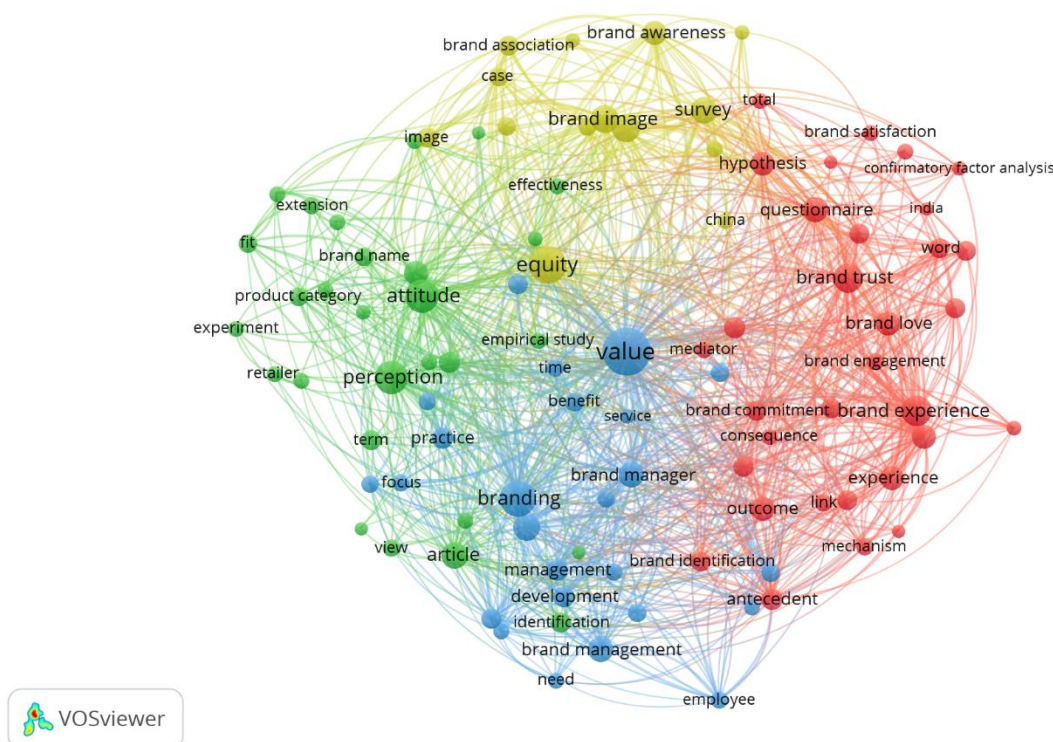 brand awareness
brand association
case
total
survey
brand image
brand satisfaction
image
hypothesis
confirmatory factor analysis
effectiveness
extension
questionnaire
india
china
fit
word
brand name
equity
brand trust
attitude
product category
brand love
experiment
empirical study
value
mediator
brand engagement
retailer
perception
time
benefit
service
brand commitment
brand experience
term
practice
consequence
brand manager
experience
focus
branding
outcome
link
view
article
mechanism
management
brand identification
development
antecedent
identification
brand management
need
employee
VOSviewer